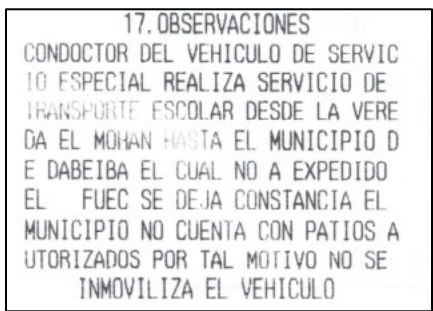 17.OBSERVACIONES
CONDOCTOR DEL VEHICULO DE SERVIC
IO ESPECIAL REALIZA SERVICIO DE
TRANSPORTE ESCOLAR DESDE LA VERE
DA EL MOHAN HASTA EL MUNICIPIO D
E DABEIBA EL CUAL NO A EXPEDIDO
EL FUEC SE DEJA CONSTANCIA EL
MUNICIPIO NO CUENTA CON PATIOS A
UTORIZADOS POR TAL MOTIVO NO SE
INMOVILIZA EL VEHICULO